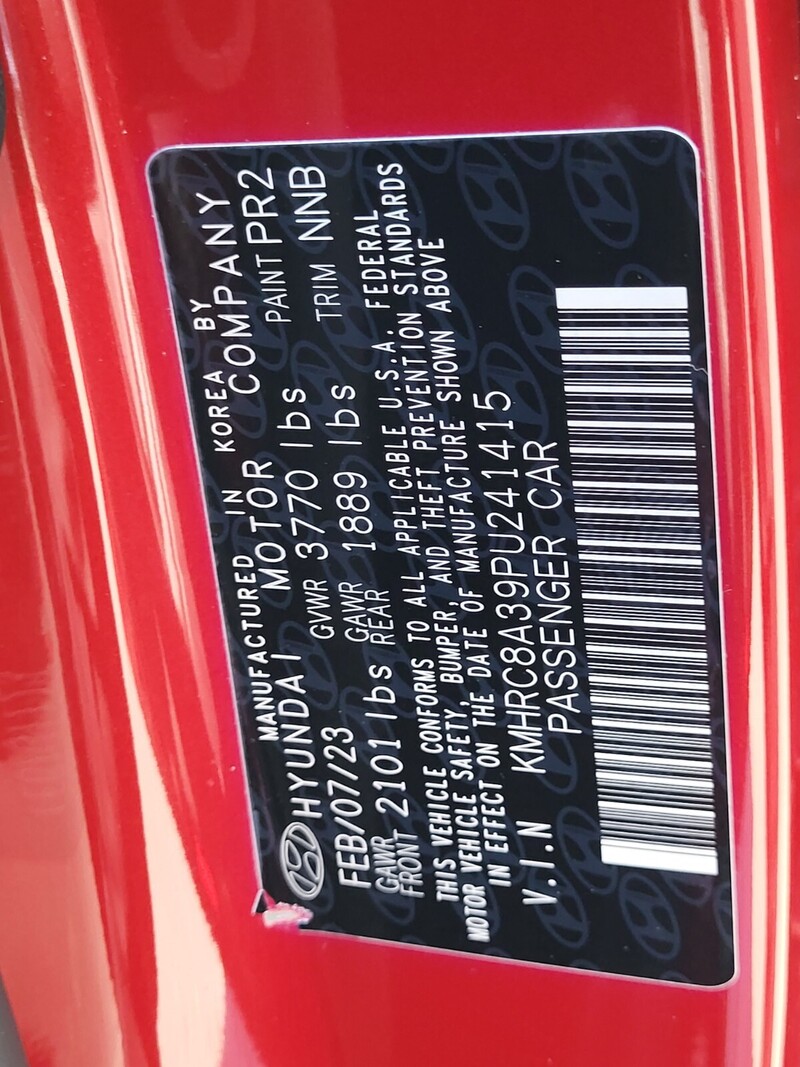 MANUFACTURED IN KOREA BY
HYUNDAI MOTOR COMPANY
FEB/07/23 GVWR 3770 lbs PAINT PR2
GAWR FRONT 2101 lbs GAWR REAR 1889 lbs TRIM NNB
THIS VEHICLE CONFORMS TO ALL APPLICABLE U.S.A. FEDERAL
MOTOR VEHICLE SAFETY, BUMPER, AND THEFT PREVENTION STANDARDS
IN EFFECT ON THE DATE OF MANUFACTURE SHOWN ABOVE
V.I.N KMHRC8A39PU241415
PASSENGER CAR